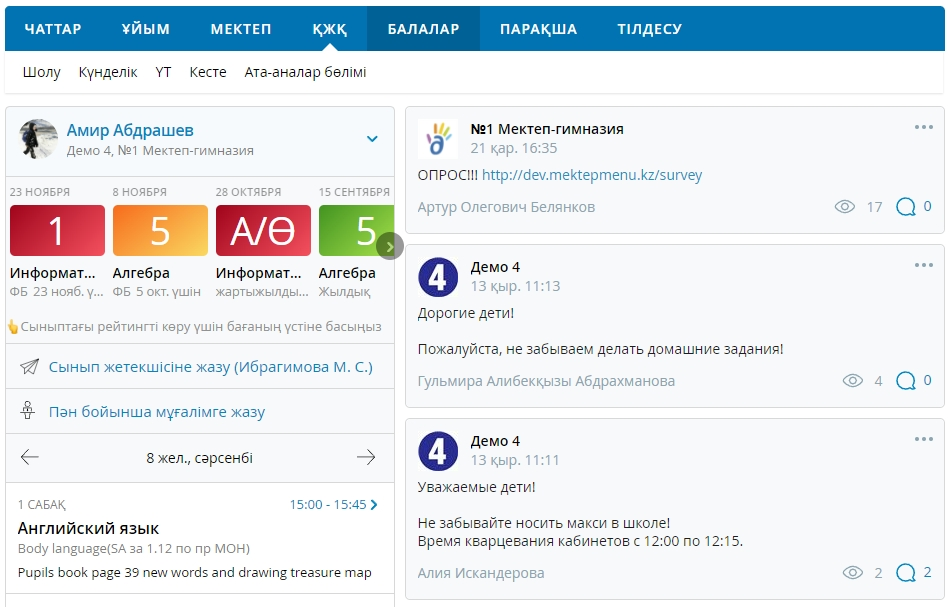 ЧАТТАР ҰЙЫМ МЕКТЕП ҚЖҚ БАЛАЛАР ПАРАҚША ТІЛДЕСУ
Шолу Күнделік ҮТ Кесте Ата-аналар бөлімі
Амир Абдрашев
Демо 4, №1 Мектеп-гимназия
23 НОЯБРЯ 8 НОЯБРЯ 28 ОКТЯБРЯ 15 СЕНТЯБРЯ
1 5 А/Ө 5
Информат... Алгебра Информат... Алгебра
ФБ 23 нояб. ү... ФБ 5 окт. үшін жартыжылды... Жылдық
Сыныптағы рейтингті көру үшін бағаның үстіне басыңыз
Сынып жетекшісіне жазу (Ибрагимова М. С.)
Пән бойынша мұғалімге жазу
8 жел., сәрсенбі
1 САБАҚ 15:00 - 15:45
Английский язык
Body language(SA за 1.12 по пр МОН)
Pupils book page 39 new words and drawing treasure map
№1 Мектеп-гимназия
21 қар. 16:35
ОПРОС!!! http://dev.mektepmenu.kz/survey
Артур Олегович Белянков 17 0
4
Демо 4
13 қыр. 11:13
Дорогие дети!
Пожалуйста, не забываем делать домашние задания!
Гульмира Алибекқызы Абдрахманова 4 0
4
Демо 4
13 қыр. 11:11
Уважаемые дети!
Не забывайте носить макси в школе!
Время кварцевания кабинетов с 12:00 по 12:15.
Алия Искандерова 2 2